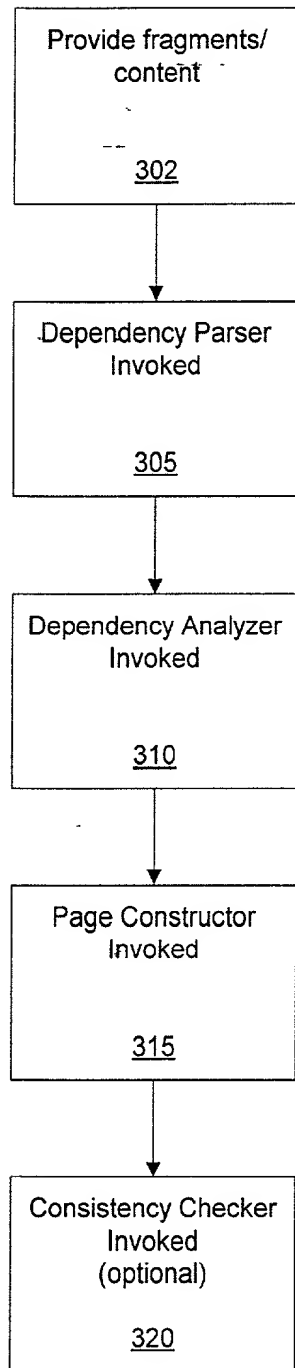 Provide fragments/
content
302
Dependency Parser
Invoked
305
Dependency Analyzer
Invoked
310
Page Constructor
Invoked
315
Consistency Checker
Invoked
(optional)
320